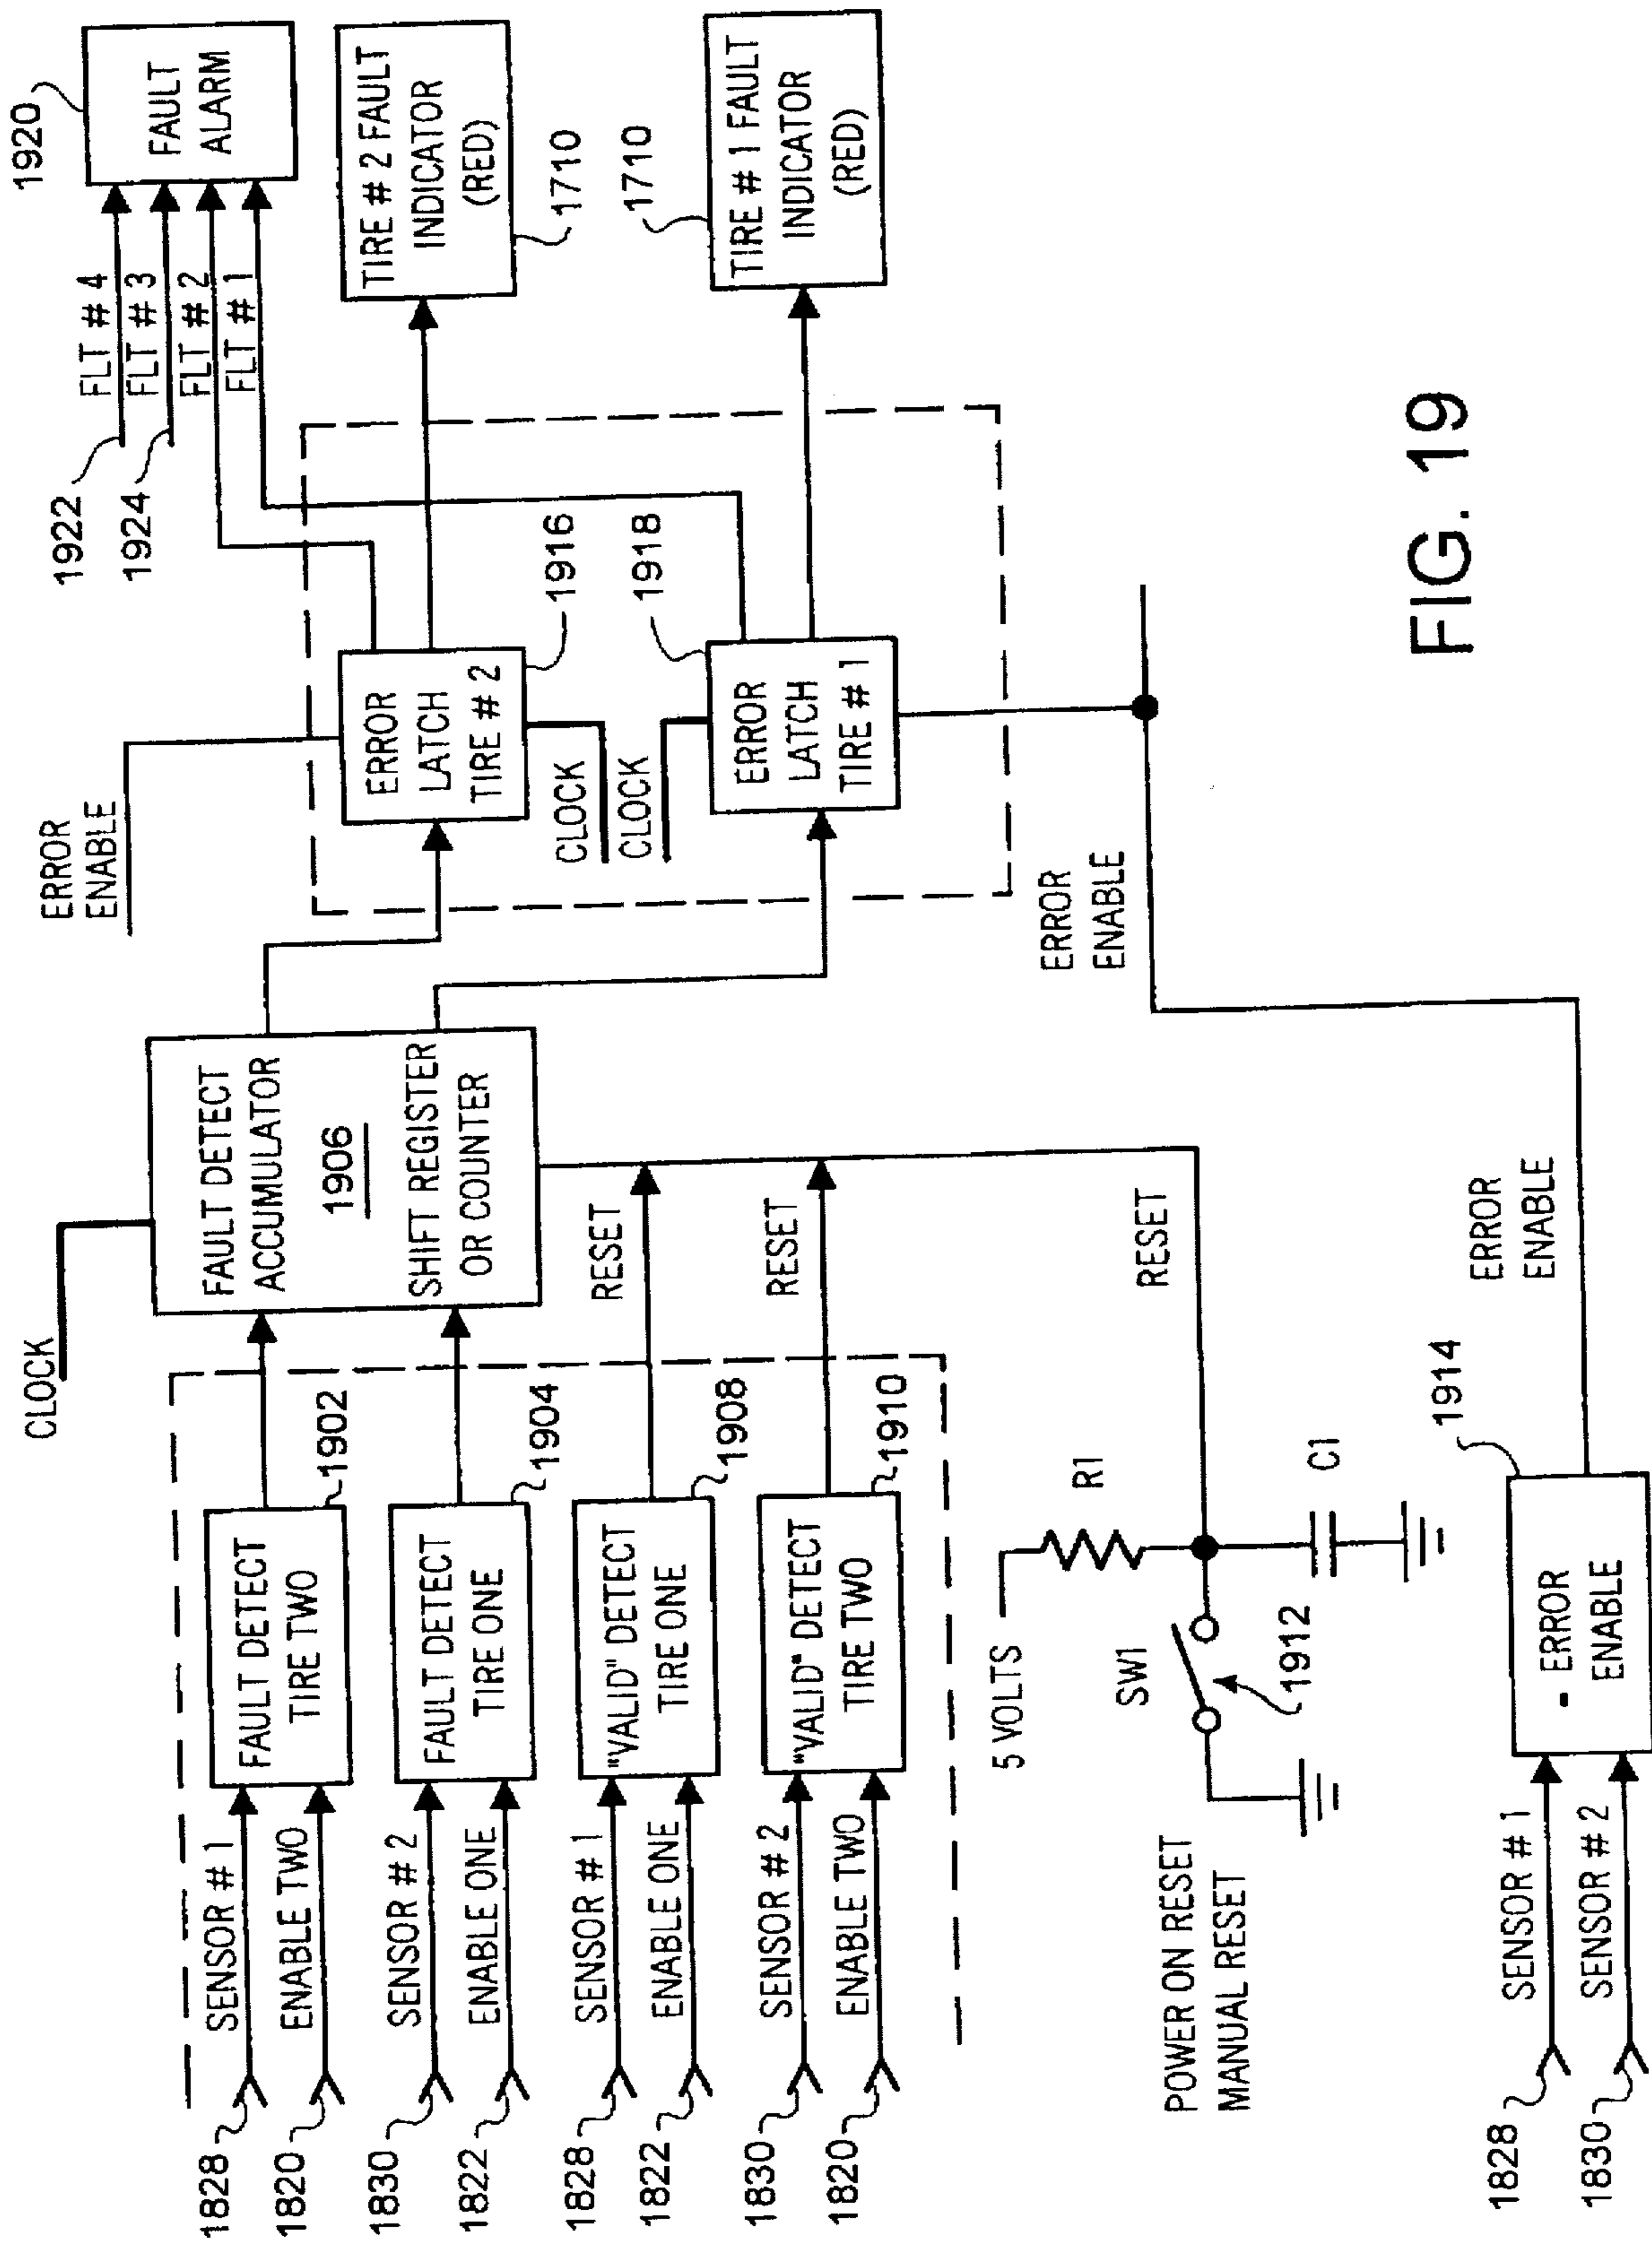 1828
SENSOR # 1
1820
ENABLE TWO
FAULT DETECT
TIRE TWO
1902
1830
SENSOR # 2
1822
ENABLE ONE
FAULT DETECT
TIRE ONE
1904
1828
SENSOR # 1
1822
ENABLE ONE
"VALID" DETECT
TIRE ONE
1908
RESET
1830
SENSOR # 2
1820
ENABLE TWO
"VALID" DETECT
TIRE TWO
1910
RESET
CLOCK
FAULT DETECT
ACCUMULATOR
1906
SHIFT REGISTER
OR COUNTER
POWER ON RESET
MANUAL RESET
5 VOLTS
SW1
1912
R1
C1
RESET
1828
SENSOR # 1
1830
SENSOR # 2
- ERROR
ENABLE
1914
ERROR
ENABLE
ERROR
ENABLE
ERROR
ENABLE
ERROR
LATCH
TIRE # 2
1916
CLOCK
CLOCK
ERROR
LATCH
TIRE # 1
1918
1922
FLT # 4
1924
FLT # 3
FLT # 2
FLT # 1
1920
FAULT
ALARM
TIRE # 2 FAULT
INDICATOR
(RED)
1710
TIRE # 1 FAULT
INDICATOR
(RED)
1710
FIG. 19